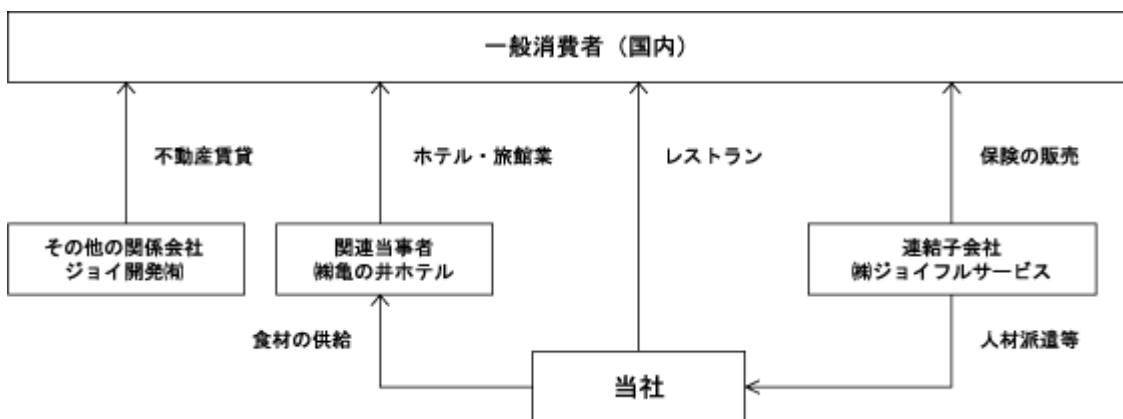 一般消費者（国内）
不動産賃貸
ホテル・旅館業
レストラン
保険の販売
その他の関係会社
ジョイ開発㈲
関連当事者
㈱亀の井ホテル
連結子会社
㈱ジョイフルサービス
食材の供給
人材派遣等
当社